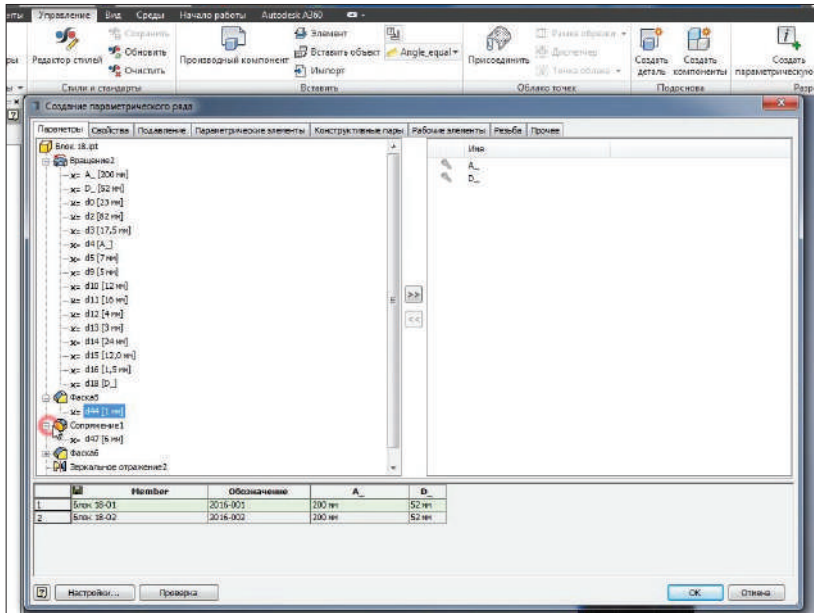 Управление Вид Среды Начало работы Autodesk A360
Сохранить
Обновить
Очистить
Редактор стилей
Стили и стандарты
Производный компонент
Элемент
Вставить объект
Импорт
Angle_equal
Вставить
Присоединить
Рамка обрезки
Диспетчер
Точка облака
Облако точек
Создать деталь
Создать компоненты
Подоснова
Создать параметрическую
Создание параметрического ряда
Параметры Свойства Подавление Параметрические элементы Конструктивные пары Рабочие элементы Резьба Прочее
Блок 18.ipt
Вращение2
A_ [200 мм]
D_ [52 мм]
d0 [23 мм]
d2 [82 мм]
d3 [17,5 мм]
d4 [A_]
d5 [7 мм]
d9 [5 мм]
d10 [12 мм]
d11 [16 мм]
d12 [4 мм]
d13 [3 мм]
d14 [24 мм]
d15 [12,0 мм]
d16 [1,5 мм]
d18 [D_]
Фаска5
d44 [1 мм]
Сопряжение1
d47 [6 мм]
Фаска6
Зеркальное отражение2
>>
<<
Имя
A_
D_
Member Обозначение A_ D_
1 Блок 18-01 2016-001 200 мм 52 мм
2 Блок 18-02 2016-002 200 мм 52 мм
Настройки... Проверка OK Отмена